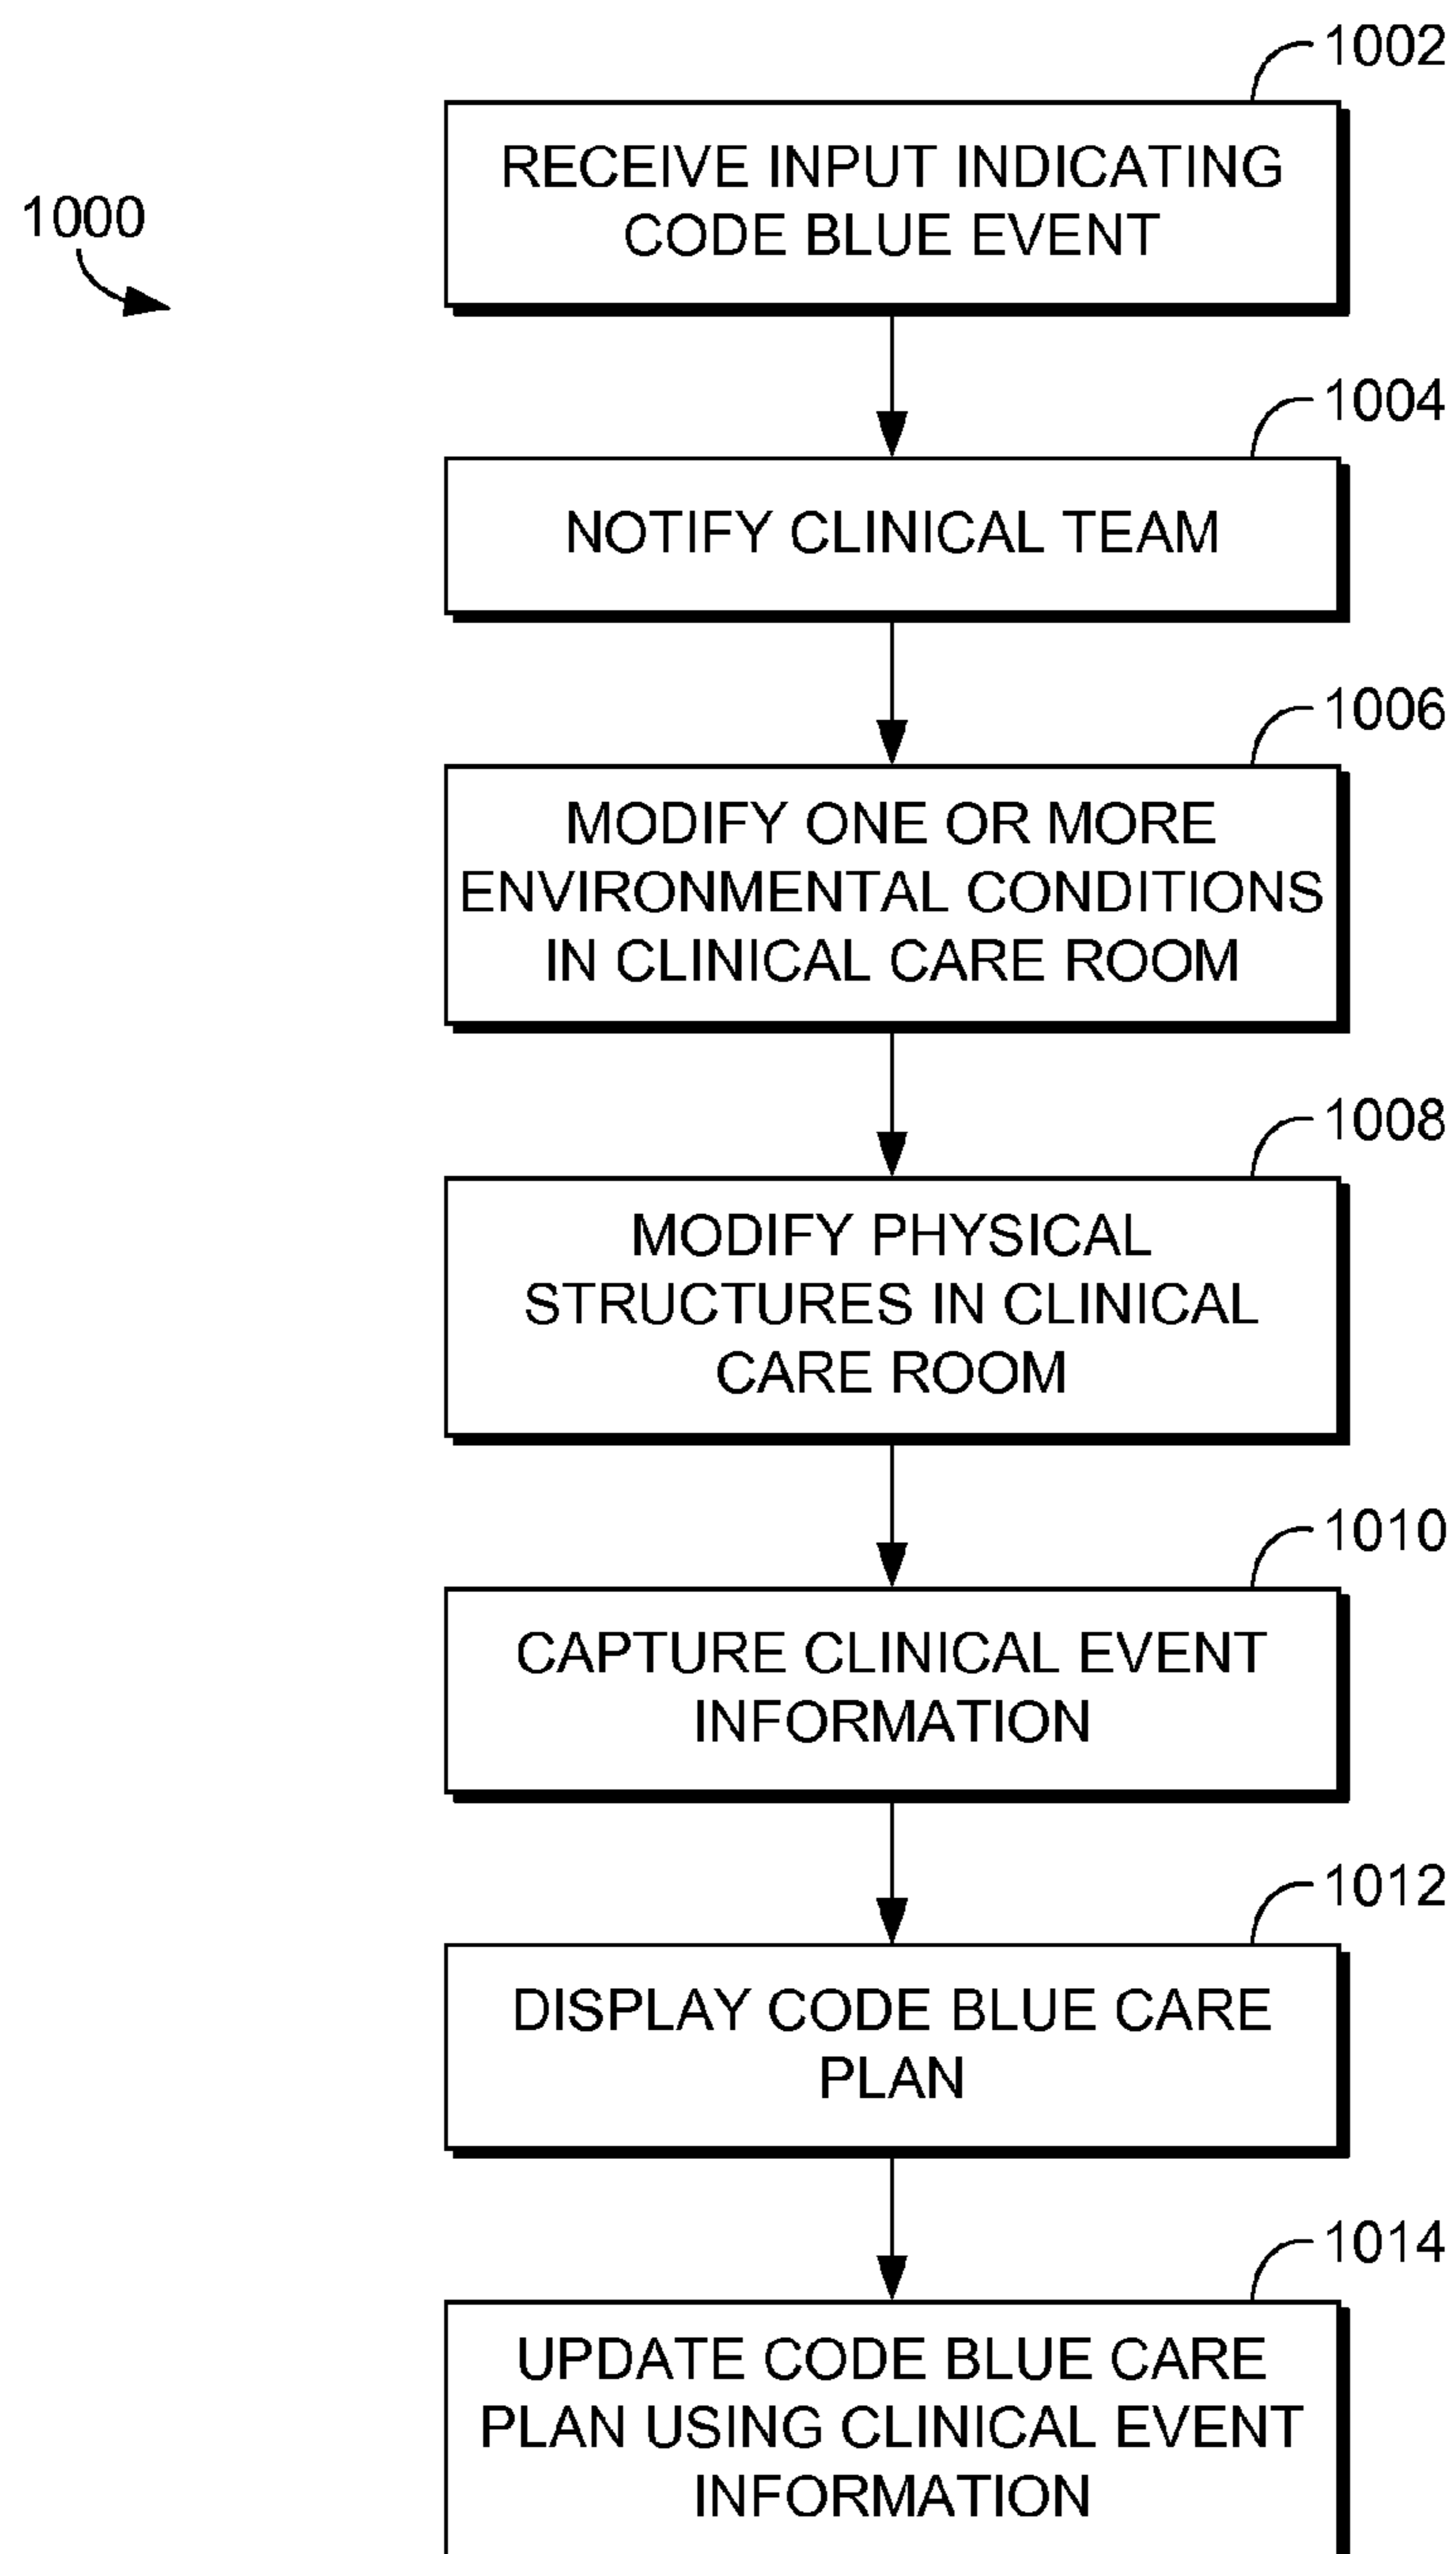 1000
1002
RECEIVE INPUT INDICATING
CODE BLUE EVENT
1004
NOTIFY CLINICAL TEAM
1006
MODIFY ONE OR MORE
ENVIRONMENTAL CONDITIONS
IN CLINICAL CARE ROOM
1008
MODIFY PHYSICAL
STRUCTURES IN CLINICAL
CARE ROOM
1010
CAPTURE CLINICAL EVENT
INFORMATION
1012
DISPLAY CODE BLUE CARE
PLAN
1014
UPDATE CODE BLUE CARE
PLAN USING CLINICAL EVENT
INFORMATION